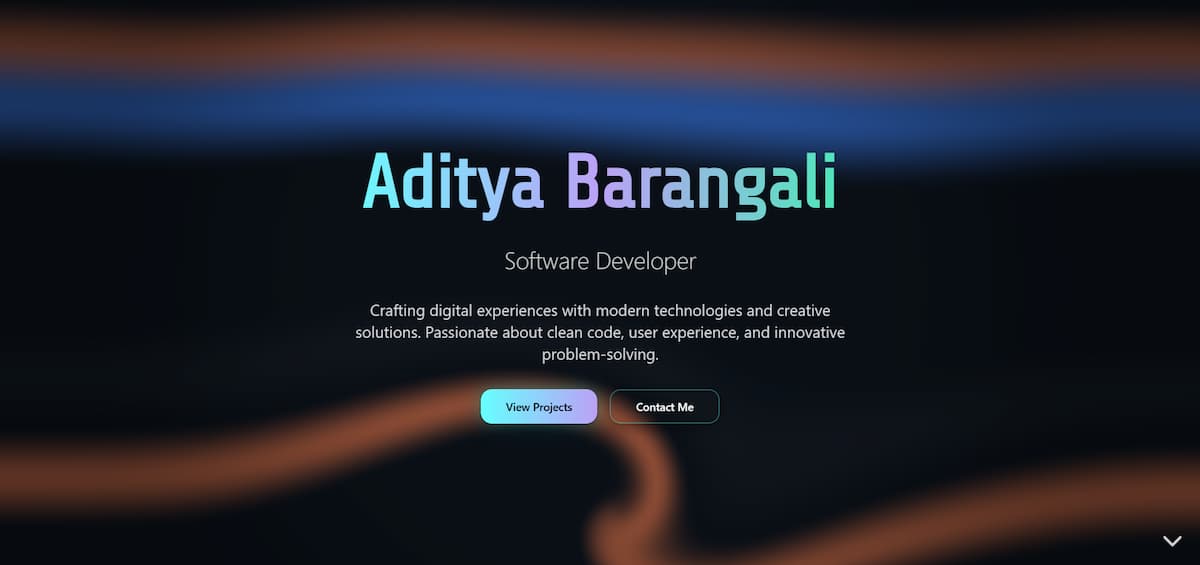 Aditya Barangali
Software Developer
Crafting digital experiences with modern technologies and creative
solutions. Passionate about clean code, user experience, and innovative
problem-solving.
View Projects
Contact Me